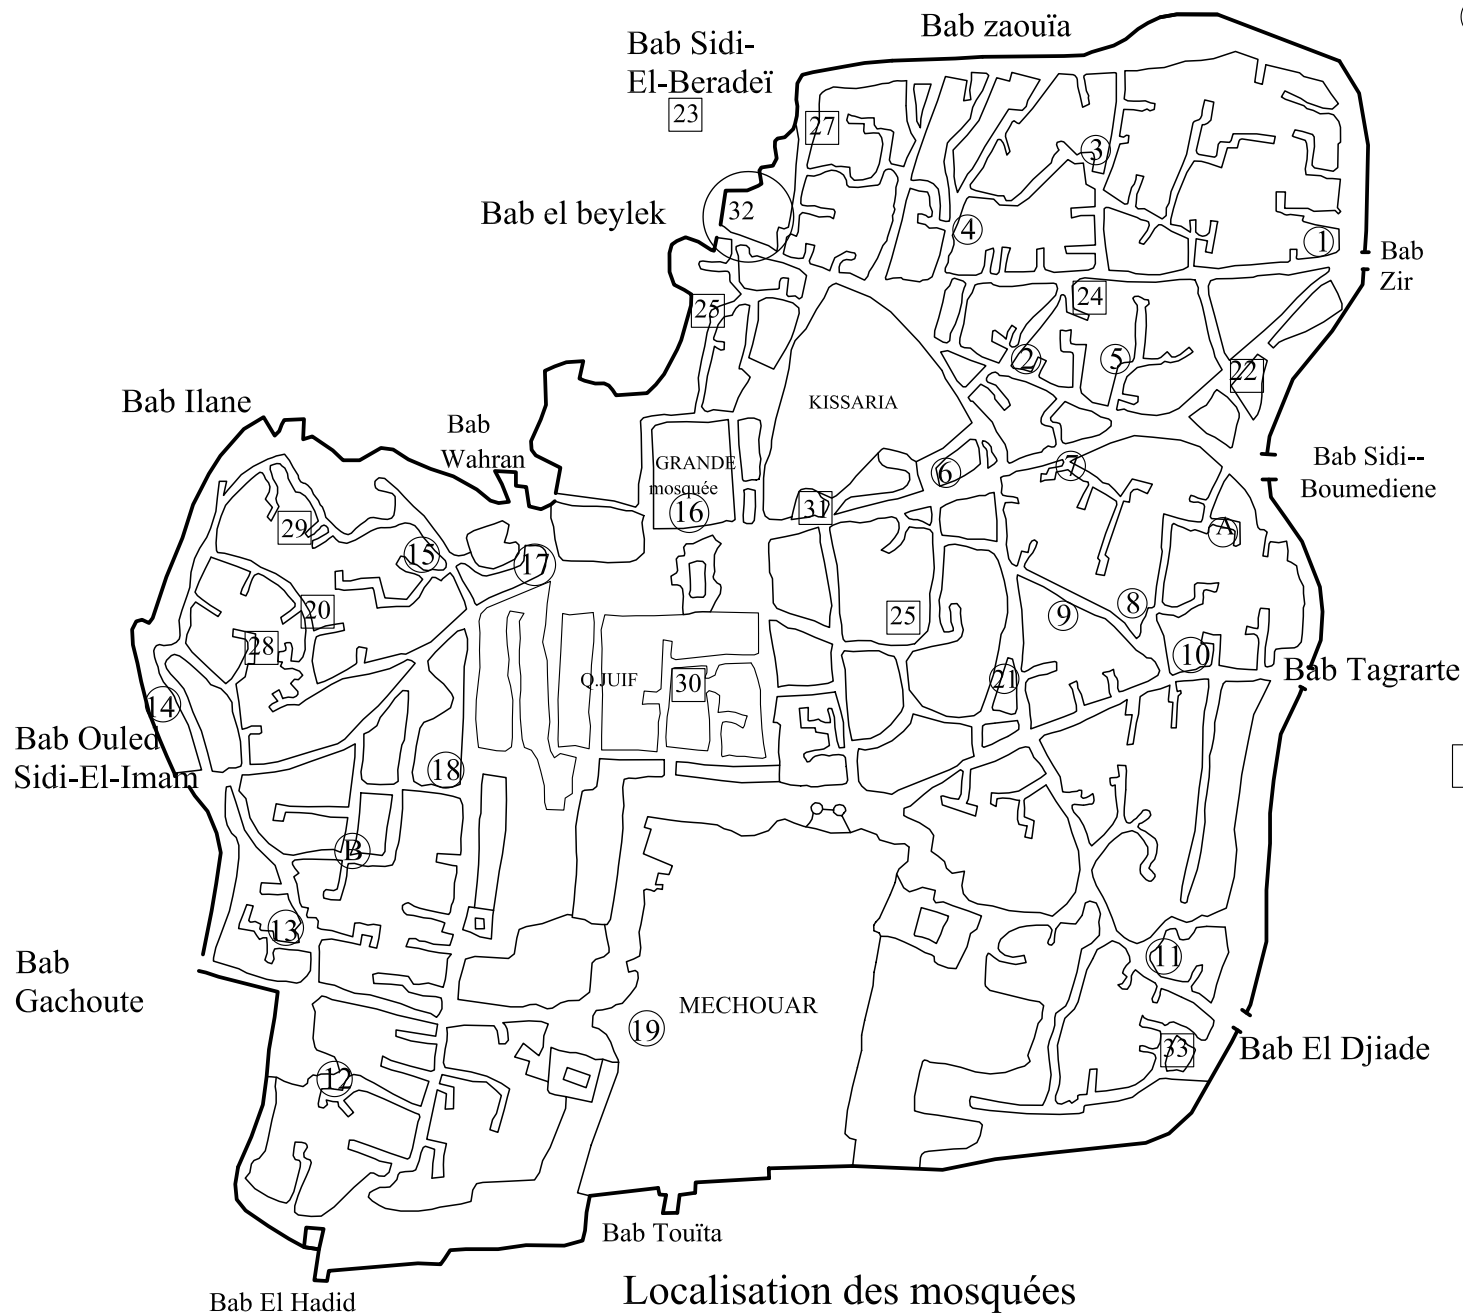 Bab zaouïa
Bab Sidi-
El-Beradeï
23
27
3
32
Bab el beylek
4
1
Bab
Zir
24
25
2
5
22
Bab Ilane
KISSARIA
Bab
Wahran
GRANDE
mosquée
6
7
Bab Sidi--
Boumediene
16
31
29
A
15
17
20
25
9
8
28
10
Q.JUIF
30
21
Bab Tagrarte
14
Bab Ouled
Sidi-El-Imam
18
B
13
11
Bab
Gachoute
MECHOUAR
19
33
Bab El Djiade
12
Bab Touïta
Localisation des mosquées
Bab El Hadid